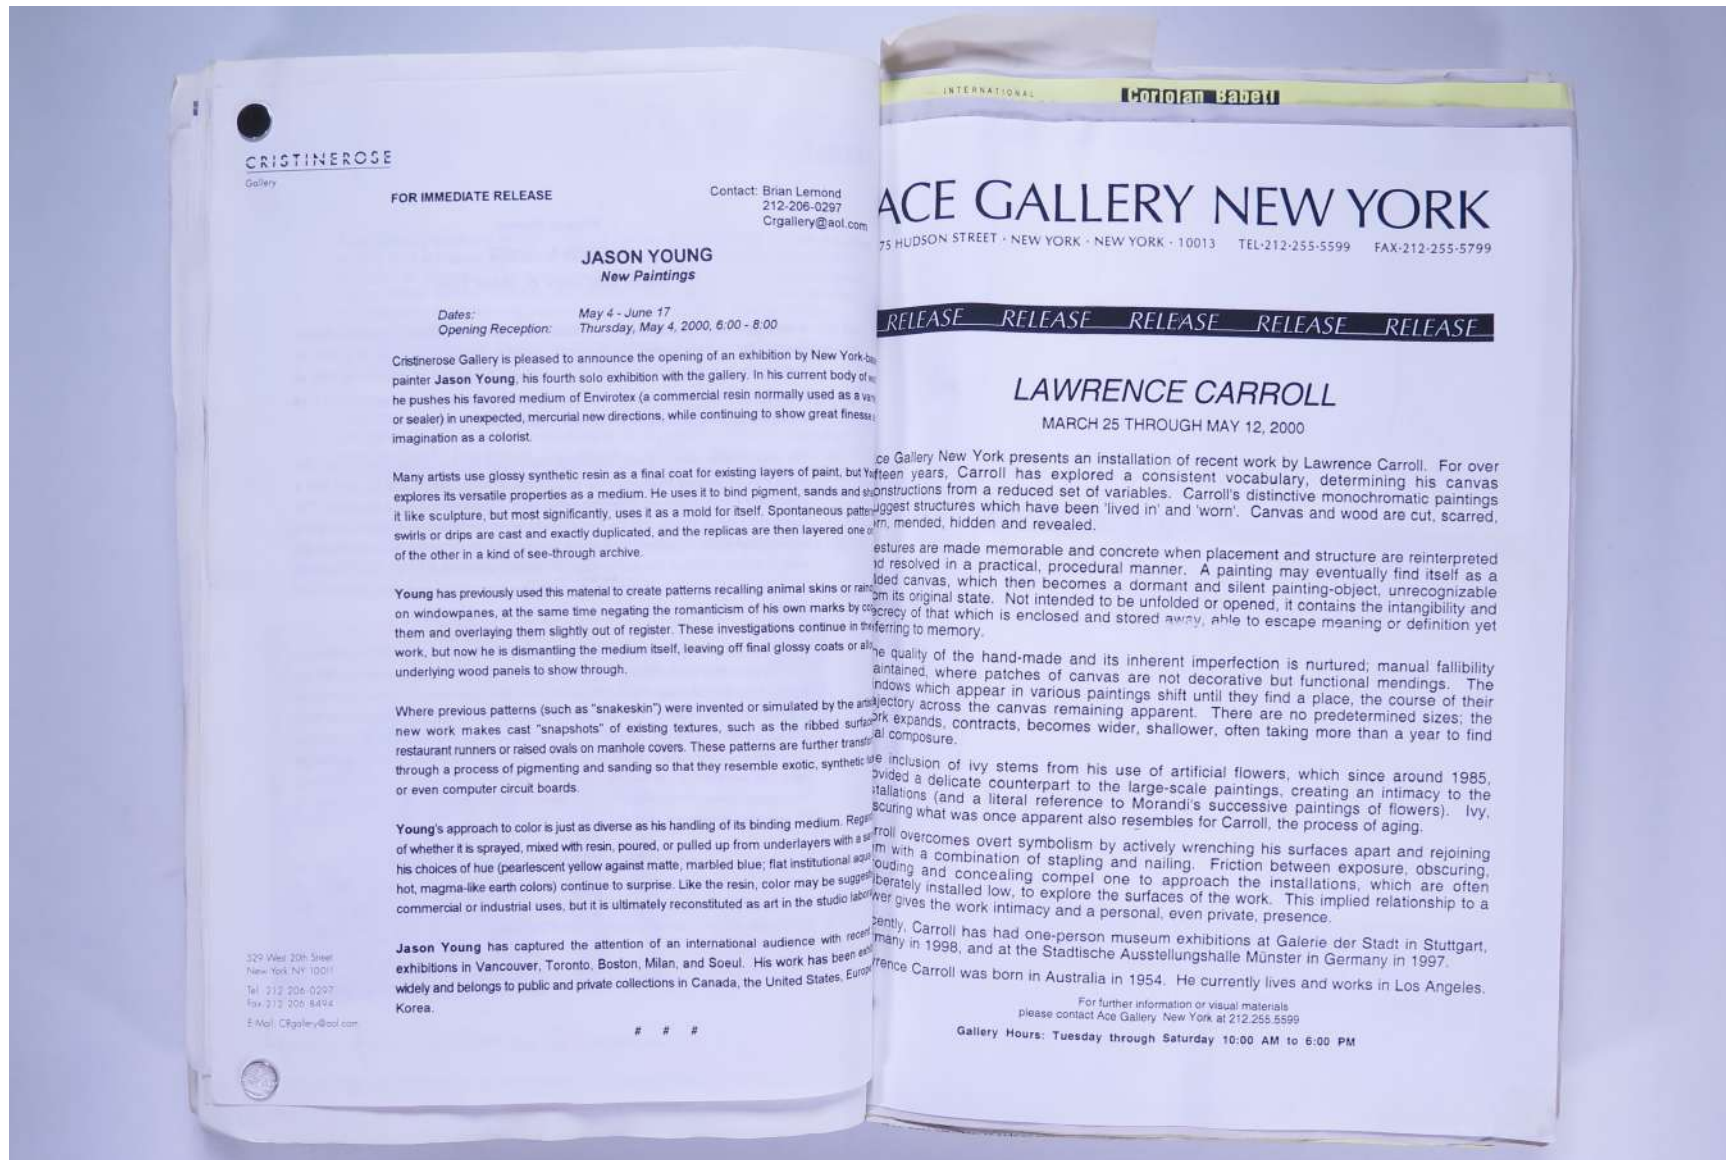 CRISTINEROSE
Gallery
FOR IMMEDIATE RELEASE
Contact: Brian Lemond
212-206-0297
Crgallery@aol.com
JASON YOUNG
New Paintings
Dates: May 4 - June 17
Opening Reception: Thursday, May 4, 2000, 6:00 - 8:00
Cristinerose Gallery is pleased to announce the opening of an exhibition by New York-
painter Jason Young, his fourth solo exhibition with the gallery. In his current body of
he pushes his favored medium of Envirotex (a commercial resin normally used as a
or sealer) in unexpected, mercurial new directions, while continuing to show great finesse
imagination as a colorist.
Many artists use glossy synthetic resin as a final coat for existing layers of paint, but
explores its versatile properties as a medium. He uses it to bind pigment, sands and
it like sculpture, but most significantly, uses it as a mold for itself. Spontaneous
swirls or drips are cast and exactly duplicated, and the replicas are then layered one
of the other in a kind of see-through archive.
Young has previously used this material to create patterns recalling animal skins or
on windowpanes, at the same time negating the romanticism of his own marks by
them and overlaying them slightly out of register. These investigations continue in
work, but now he is dismantling the medium itself, leaving off final glossy coats or
underlying wood panels to show through.
Where previous patterns (such as "snakeskin") were invented or simulated by the
new work makes cast "snapshots" of existing textures, such as the ribbed
restaurant runners or raised ovals on manhole covers. These patterns are further
through a process of pigmenting and sanding so that they resemble exotic, synthetic
or even computer circuit boards.
Young's approach to color is just as diverse as his handling of its binding medium.
of whether it is sprayed, mixed with resin, poured, or pulled up from underlayers with a
his choices of hue (pearlescent yellow against matte, marbled blue; flat institutional
hot, magma-like earth colors) continue to surprise. Like the resin, color may be
commercial or industrial uses, but it is ultimately reconstituted as art in the studio
Jason Young has captured the attention of an international audience with recent
exhibitions in Vancouver, Toronto, Boston, Milan, and Soeul. His work has been
widely and belongs to public and private collections in Canada, the United States,
Korea.
# # #
329 West 20th Street
New York NY 10011
Tel: 212 206 0297
Fax 212 206 8494
E-Mail: CRgallery@aol.com
INTERNATIONAL
Coriolan Babeti
ACE GALLERY NEW YORK
75 HUDSON STREET · NEW YORK · NEW YORK · 10013 TEL·212-255-5599 FAX·212-255-5799
RELEASE RELEASE RELEASE RELEASE RELEASE
LAWRENCE CARROLL
MARCH 25 THROUGH MAY 12, 2000
Gallery New York presents an installation of recent work by Lawrence Carroll. For over
years, Carroll has explored a consistent vocabulary, determining his canvas
from a reduced set of variables. Carroll's distinctive monochromatic paintings
structures which have been 'lived in' and 'worn'. Canvas and wood are cut, scarred,
mended, hidden and revealed.
are made memorable and concrete when placement and structure are reinterpreted
resolved in a practical, procedural manner. A painting may eventually find itself as a
canvas, which then becomes a dormant and silent painting-object, unrecognizable
its original state. Not intended to be unfolded or opened, it contains the intangibility and
of that which is enclosed and stored away, able to escape meaning or definition yet
to memory.
quality of the hand-made and its inherent imperfection is nurtured; manual fallibility
where patches of canvas are not decorative but functional mendings. The
which appear in various paintings shift until they find a place, the course of their
across the canvas remaining apparent. There are no predetermined sizes; the
expands, contracts, becomes wider, shallower, often taking more than a year to find
composure.
inclusion of ivy stems from his use of artificial flowers, which since around 1985,
a delicate counterpart to the large-scale paintings, creating an intimacy to the
(and a literal reference to Morandi's successive paintings of flowers). Ivy,
what was once apparent also resembles for Carroll, the process of aging.
overcomes overt symbolism by actively wrenching his surfaces apart and rejoining
with a combination of stapling and nailing. Friction between exposure, obscuring,
and concealing compel one to approach the installations, which are often
installed low, to explore the surfaces of the work. This implied relationship to a
gives the work intimacy and a personal, even private, presence.
Carroll has had one-person museum exhibitions at Galerie der Stadt in Stuttgart,
in 1998, and at the Stadtische Ausstellungshalle Münster in Germany in 1997.
Carroll was born in Australia in 1954. He currently lives and works in Los Angeles.
For further information or visual materials
please contact Ace Gallery New York at 212.255.5599
Gallery Hours: Tuesday through Saturday 10:00 AM to 6:00 PM